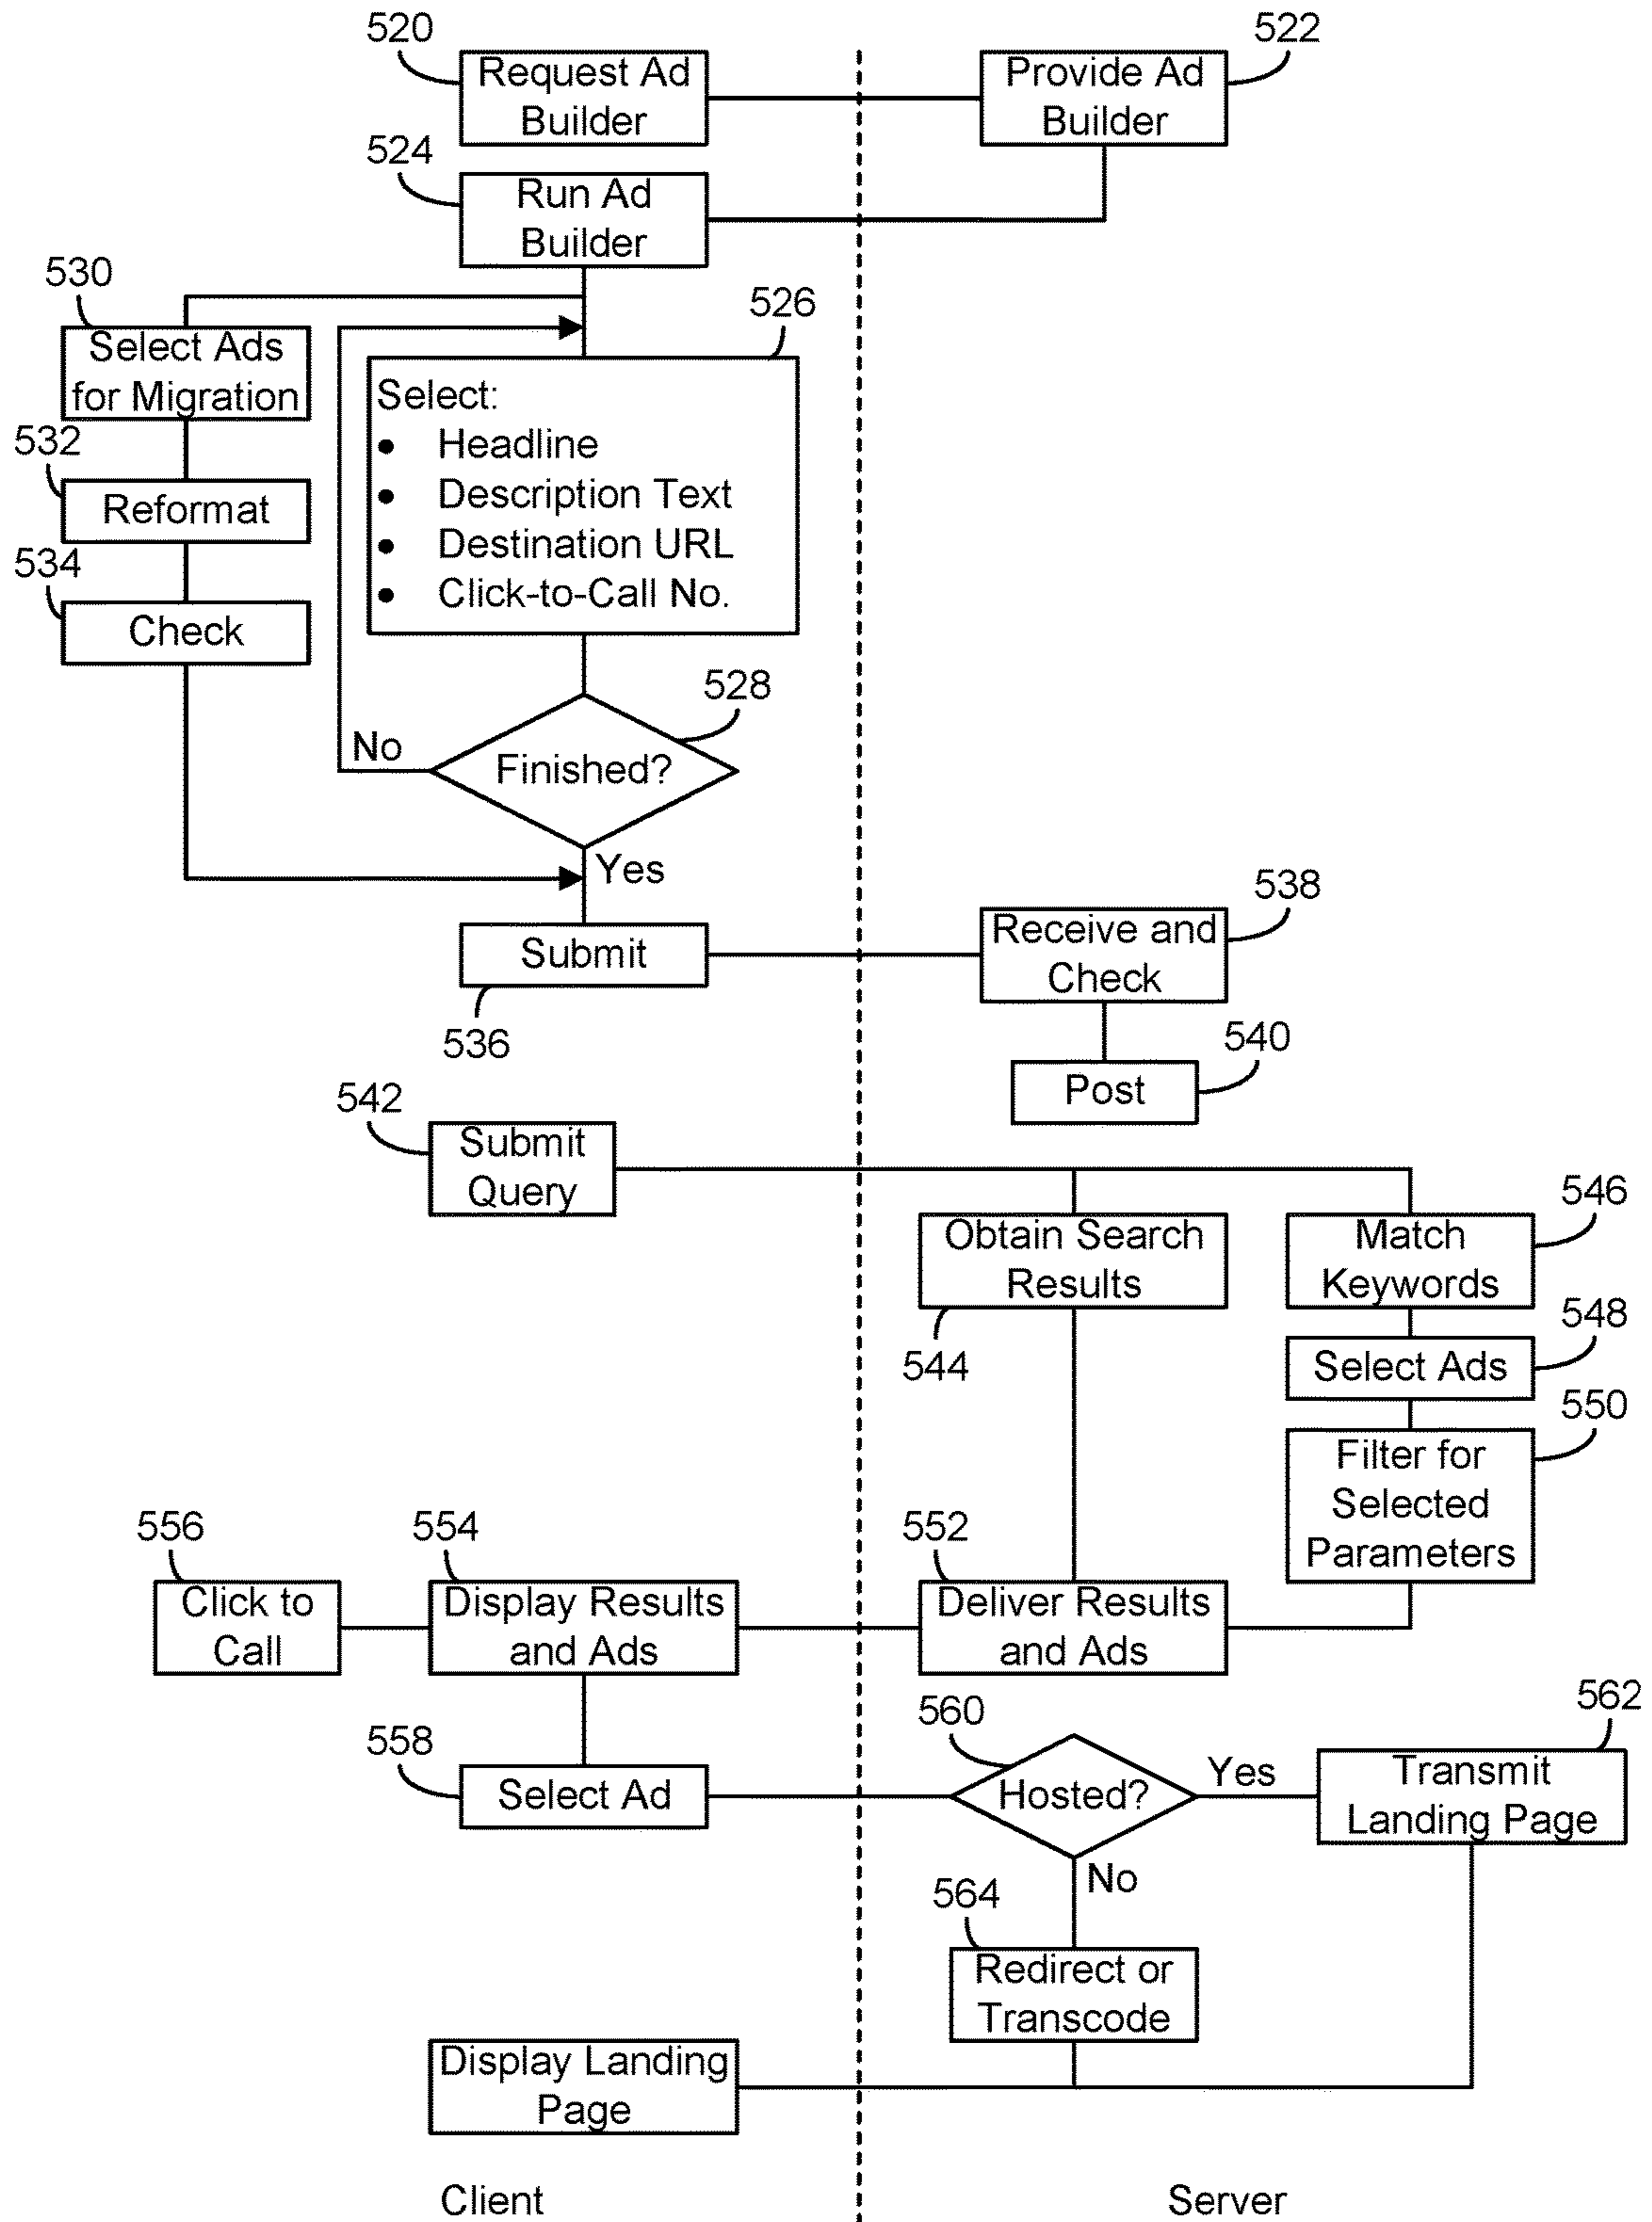 520
Request Ad
Builder
522
Provide Ad
Builder
524
Run Ad
Builder
530
Select Ads
for Migration
532
Reformat
534
Check
526
Select:
• Headline
• Description Text
• Destination URL
• Click-to-Call No.
528
Finished?
No
Yes
Submit
536
538
Receive and
Check
540
Post
542
Submit
Query
Obtain Search
Results
544
546
Match
Keywords
548
Select Ads
550
Filter for
Selected
Parameters
556
Click to
Call
554
Display Results
and Ads
552
Deliver Results
and Ads
558
Select Ad
560
Hosted?
Yes
562
Transmit
Landing Page
No
564
Redirect or
Transcode
Display Landing
Page
Client
Server